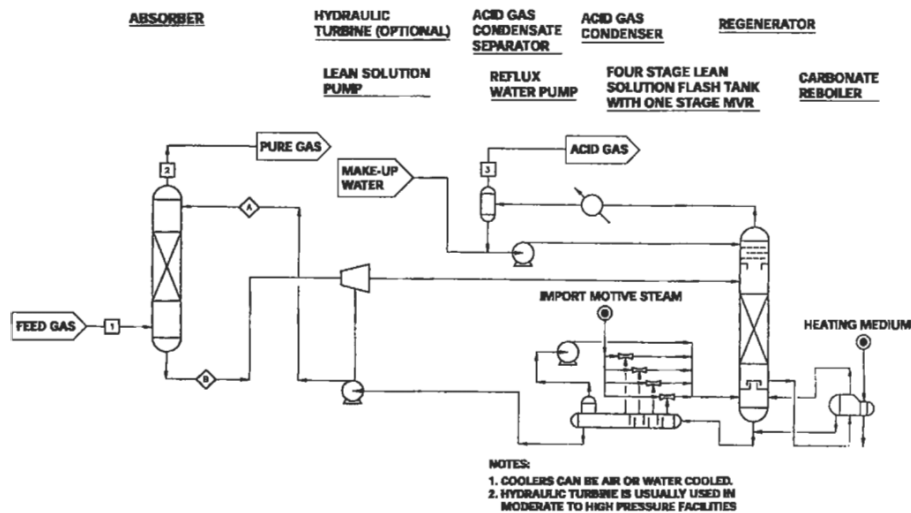 ABSORBER
HYDRAULIC
TURBINE (OPTIONAL)
ACID GAS
CONDENSATE
SEPARATOR
ACID GAS
CONDENSER
REGENERATOR
LEAN SOLUTION
PUMP
REFLUX
WATER PUMP
FOUR STAGE LEAN
SOLUTION FLASH TANK
WITH ONE STAGE MVR
CARBONATE
REBOILER
PURE GAS
2
MAKE-UP
WATER
3
ACID GAS
A
IMPORT MOTIVE STEAM
FEED GAS
1
HEATING MEDIUM
B
NOTES:
1. COOLERS CAN BE AIR OR WATER COOLED.
2. HYDRAULIC TURBINE IS USUALLY USED IN
MODERATE TO HIGH PRESSURE FACILITIES